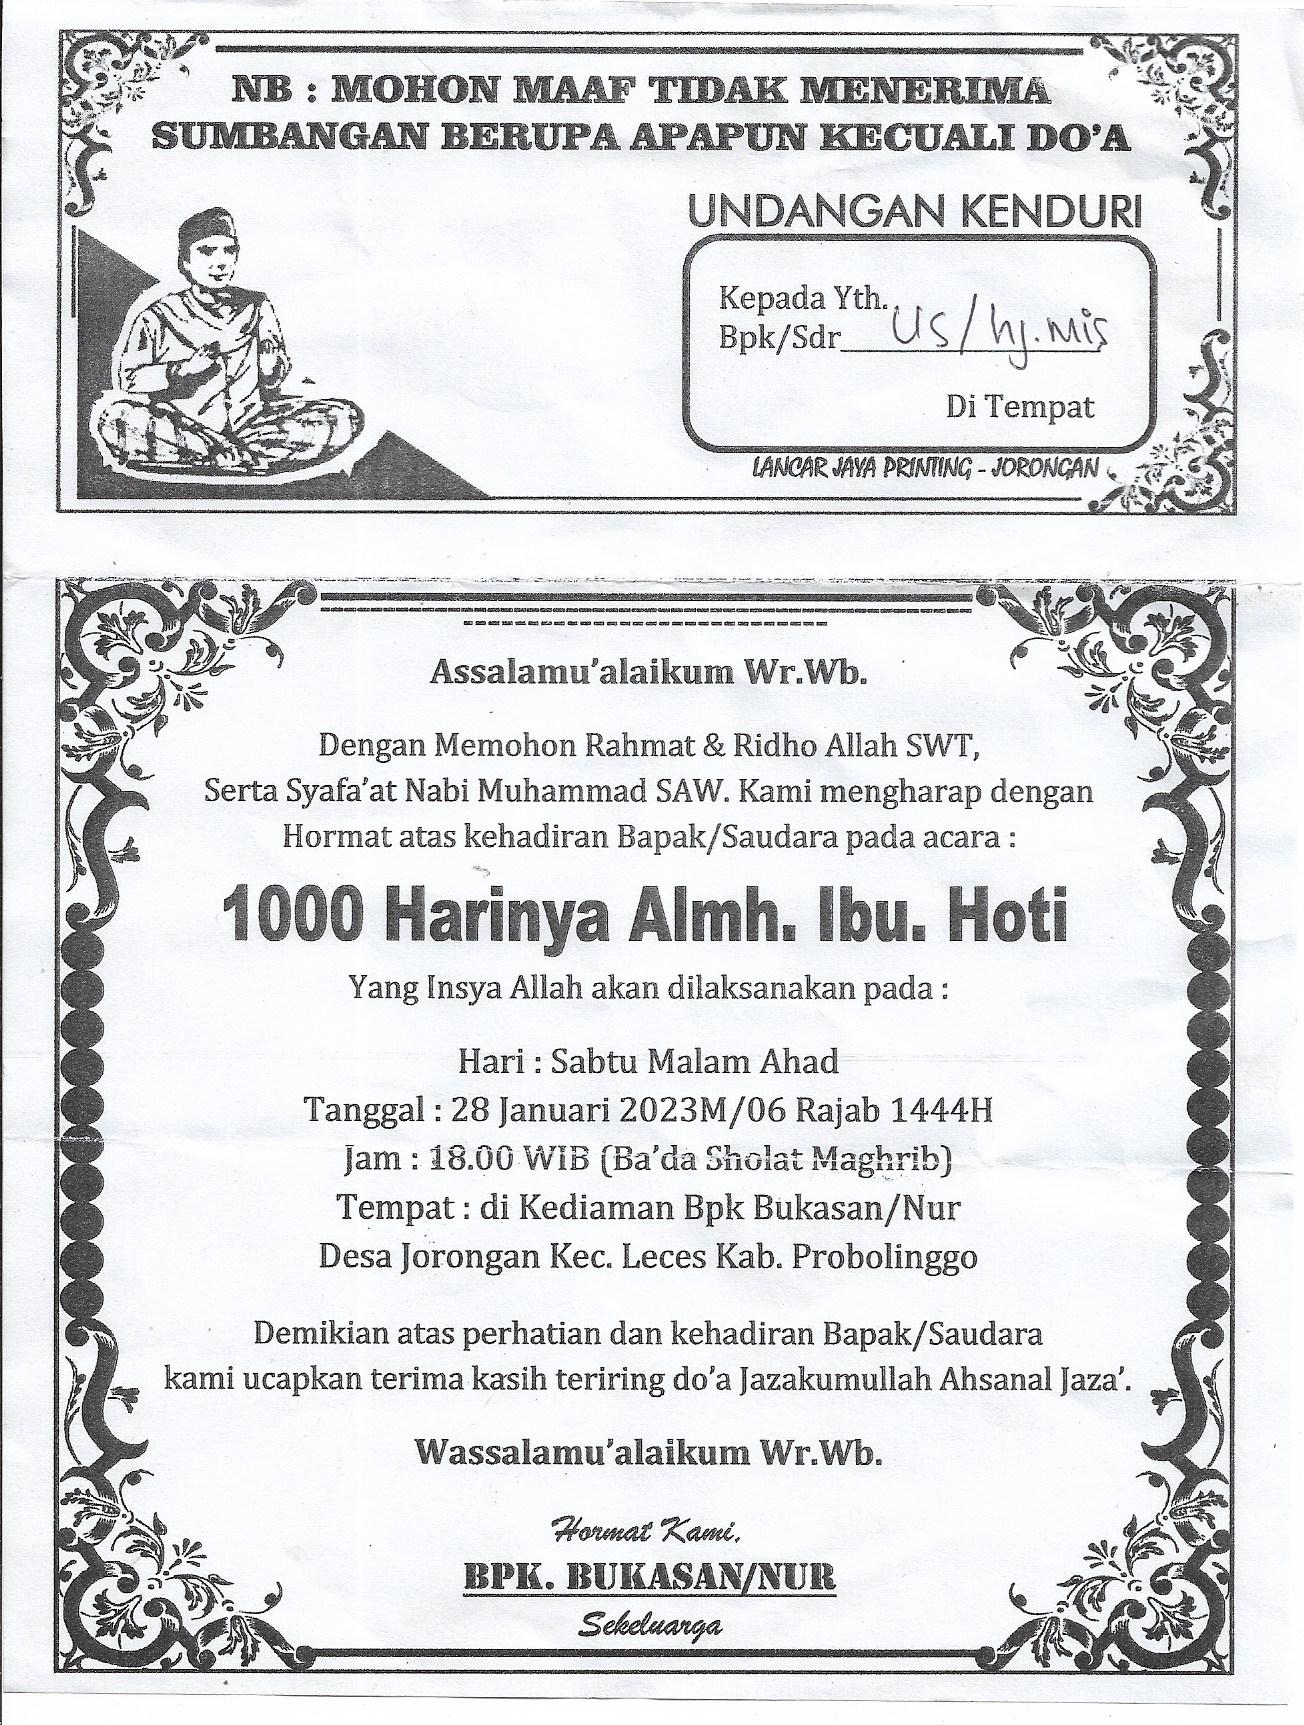 NB : MOHON MAAF TIDAK MENERIMA
SUMBANGAN BERUPA APAPUN KECUALI DO'A
UNDANGAN KENDURI
Kepada Yth.
Bpk/Sdr Us/hj.Mis
Di Tempat
LANCAR JAYA PRINTING - JORONGAN
Assalamu'alaikum Wr.Wb.
Dengan Memohon Rahmat & Ridho Allah SWT,
Serta Syafa'at Nabi Muhammad SAW. Kami mengharap dengan
Hormat atas kehadiran Bapak/Saudara pada acara :
1000 Harinya Almh. Ibu. Hoti
Yang Insya Allah akan dilaksanakan pada :
Hari : Sabtu Malam Ahad
Tanggal : 28 Januari 2023M/06 Rajab 1444H
Jam : 18.00 WIB (Ba'da Sholat Maghrib)
Tempat : di Kediaman Bpk Bukasan/Nur
Desa Jorongan Kec. Leces Kab. Probolinggo
Demikian atas perhatian dan kehadiran Bapak/Saudara
kami ucapkan terima kasih teriring do'a Jazakumullah Ahsanal Jaza'.
Wassalamu'alaikum Wr.Wb.
Hormat Kami,
BPK. BUKASAN/NUR
Sekeluarga